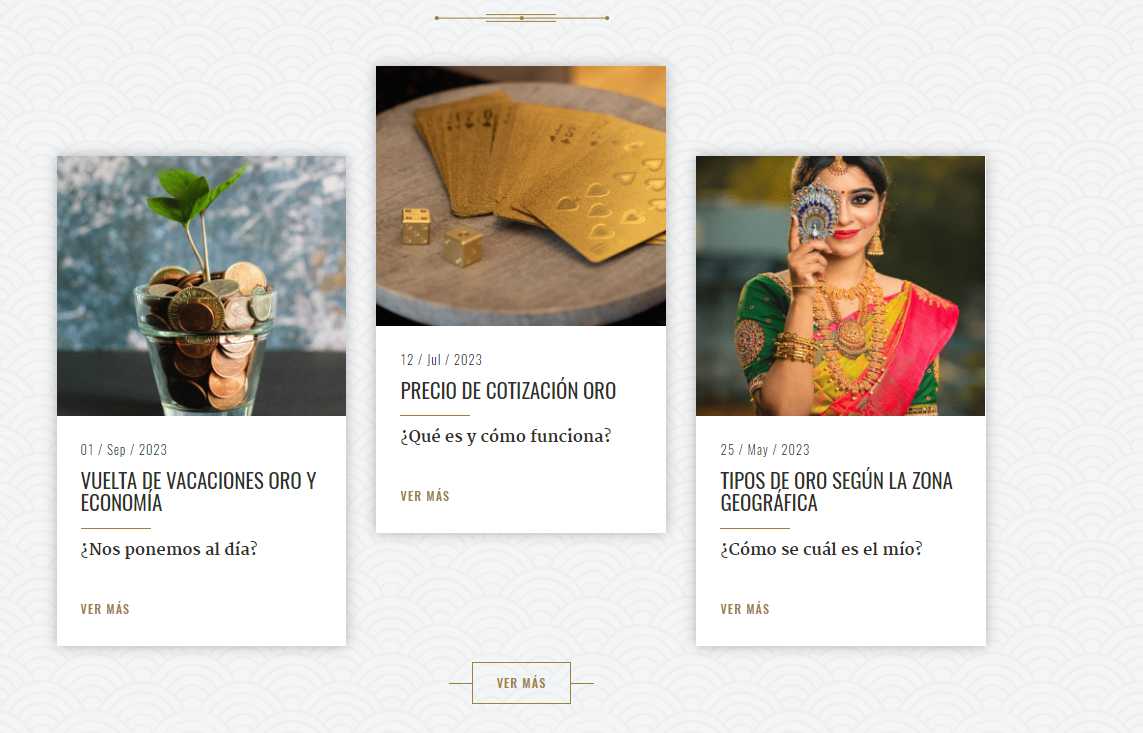 01 / Sep / 2023
VUELTA DE VACACIONES ORO Y
ECONOMÍA
¿Nos ponemos al día?
VER MÁS
12 / Jul / 2023
PRECIO DE COTIZACIÓN ORO
¿Qué es y cómo funciona?
VER MÁS
25 / May / 2023
TIPOS DE ORO SEGÚN LA ZONA
GEOGRÁFICA
¿Cómo se cuál es el mío?
VER MÁS
VER MÁS